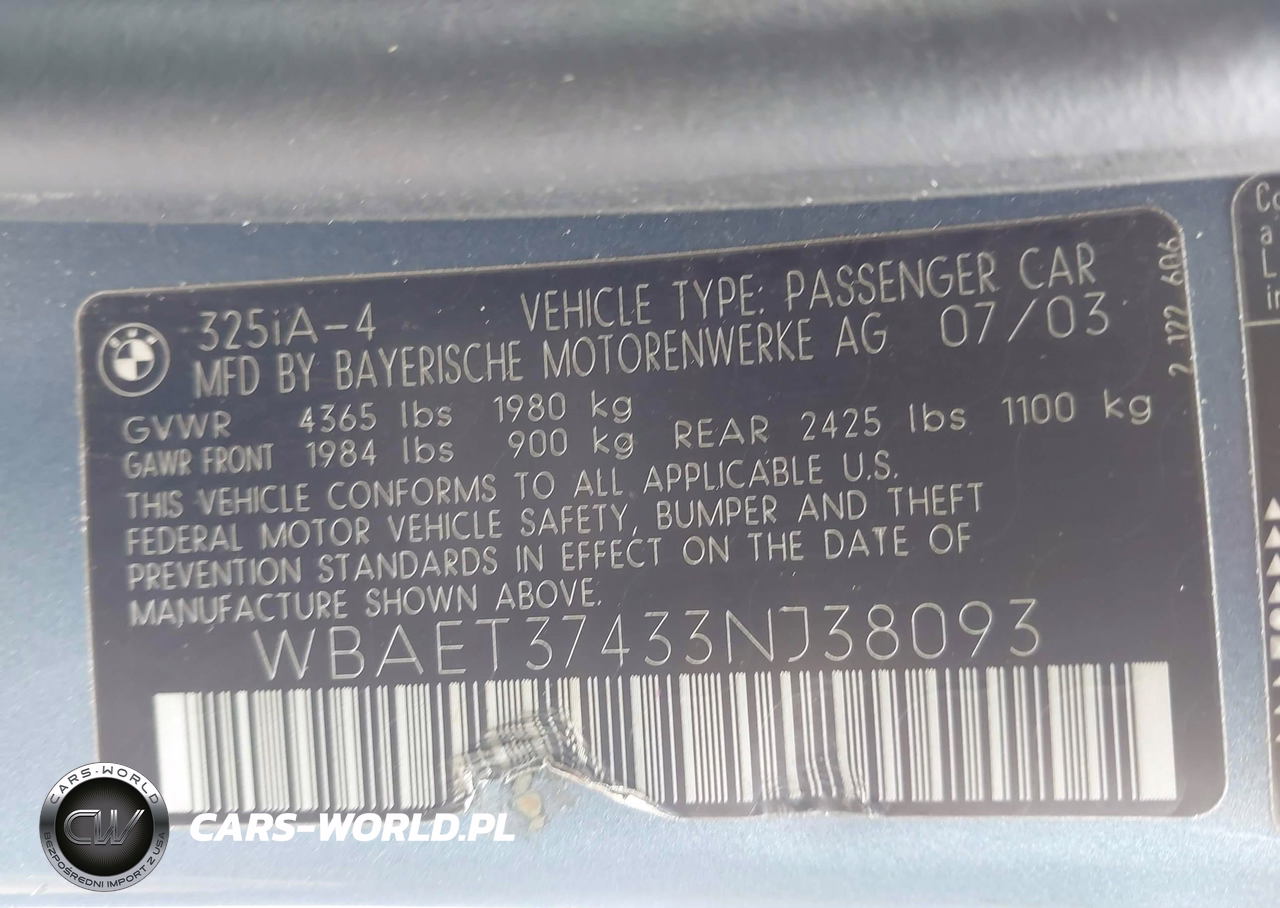 325iA-4 VEHICLE TYPE: PASSENGER CAR
MFD BY BAYERISCHE MOTORENWERKE AG 07/03
GVWR 4365 lbs 1980 kg
GAWR FRONT 1984 lbs 900 kg REAR 2425 lbs 1100 kg
THIS VEHICLE CONFORMS TO ALL APPLICABLE U.S.
FEDERAL MOTOR VEHICLE SAFETY, BUMPER AND THEFT
PREVENTION STANDARDS IN EFFECT ON THE DATE OF
MANUFACTURE SHOWN ABOVE.
WBAET37433NJ38093
2 122 606
CARS-WORLD
CW
BEZPOŚREDNI IMPORT Z USA
CARS-WORLD.PL